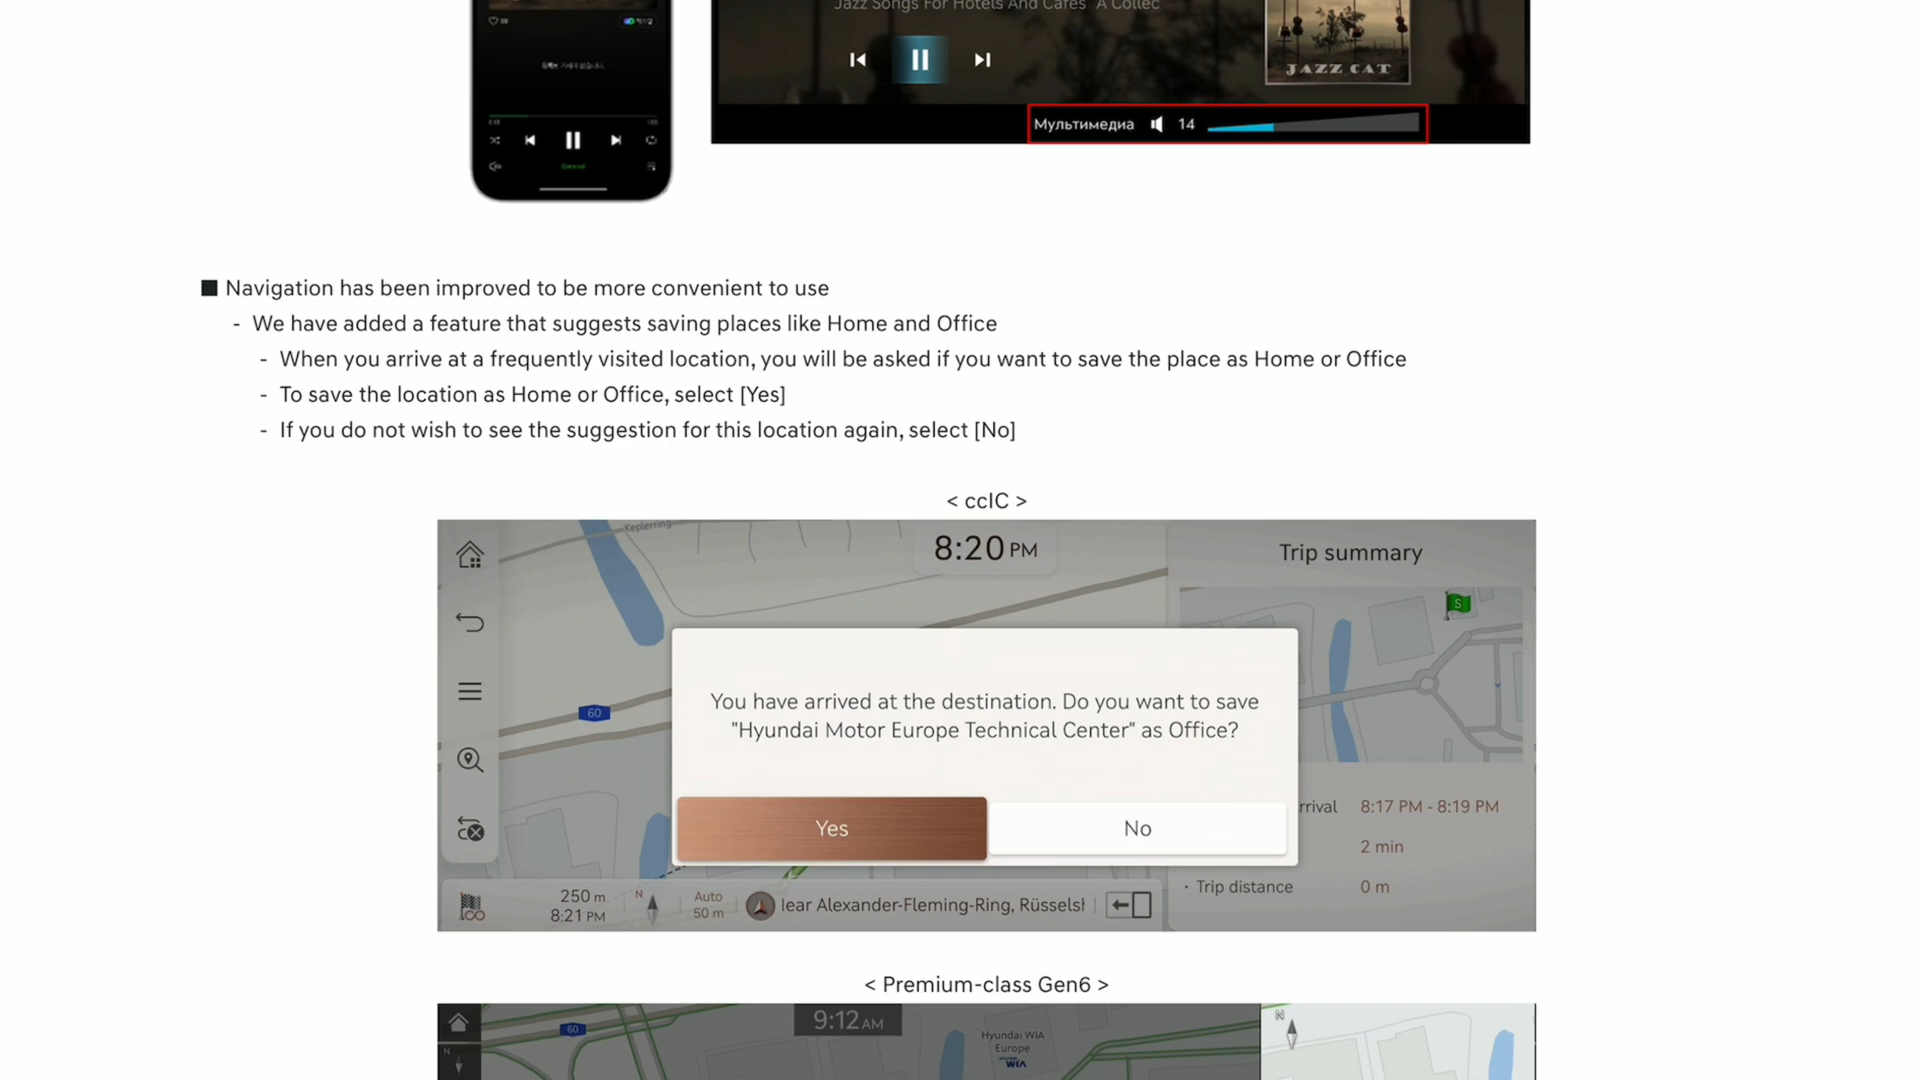 Jazz Songs For Hotels And Cafes
JAZZ CAT
Мультимедиа 14
■ Navigation has been improved to be more convenient to use
- We have added a feature that suggests saving places like Home and Office
- When you arrive at a frequently visited location, you will be asked if you want to save the place as Home or Office
- To save the location as Home or Office, select [Yes]
- If you do not wish to see the suggestion for this location again, select [No]
< ccIC >
Keplerring
8:20 PM
Trip summary
S
60
You have arrived at the destination. Do you want to save
"Hyundai Motor Europe Technical Center" as Office?
Yes
No
rrival 8:17 PM - 8:19 PM
2 min
· Trip distance 0 m
250 m
8:21 PM
N
Auto
50 m
lear Alexander-Fleming-Ring, Rüssels
< Premium-class Gen6 >
60
9:12 AM
Hyundai WIA
Europe
WIA
N
N